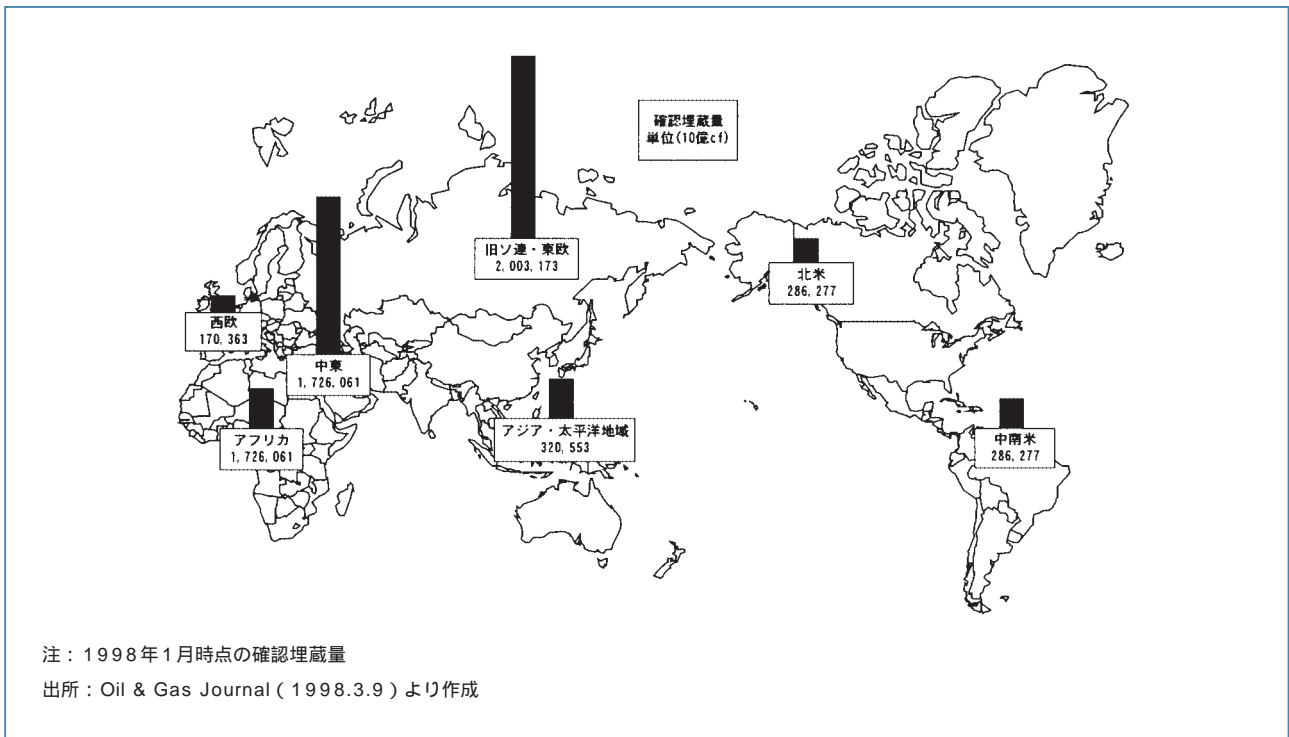 確認埋蔵量
単位(10億cf)
旧ソ連・東欧
2,003,173
北米
286,277
西欧
170,363
中東
1,726,061
アフリカ
1,726,061
アジア・太平洋地域
320,553
中南米
286,277
注：1998年1月時点の確認埋蔵量
出所：Oil & Gas Journal（1998.3.9）より作成